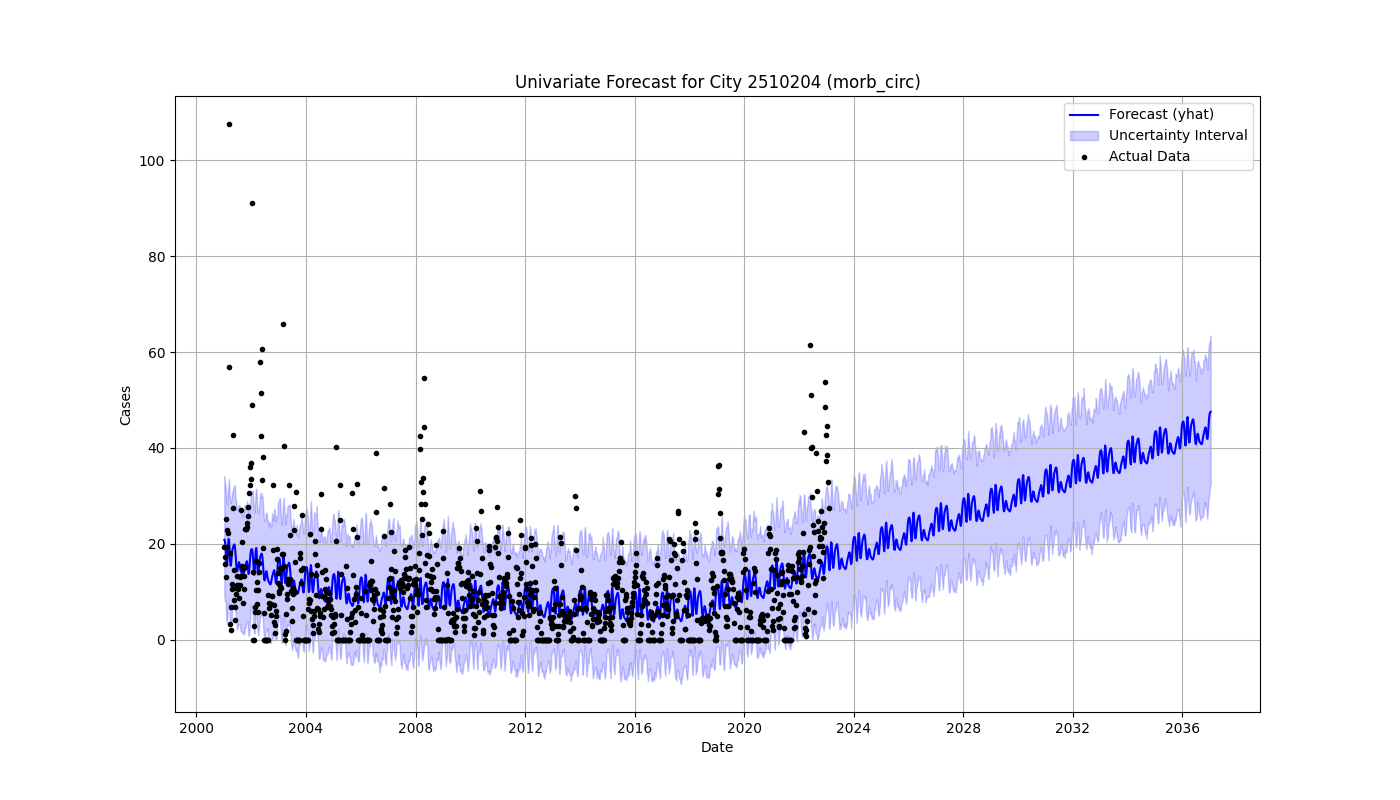 Univariate Forecast for City 2510204 (morb_circ)
Forecast (yhat)
Uncertainty Interval
Actual Data
100
80
60
40
20
0
Cases
2000 2004 2008 2012 2016 2020 2024 2028 2032 2036
Date